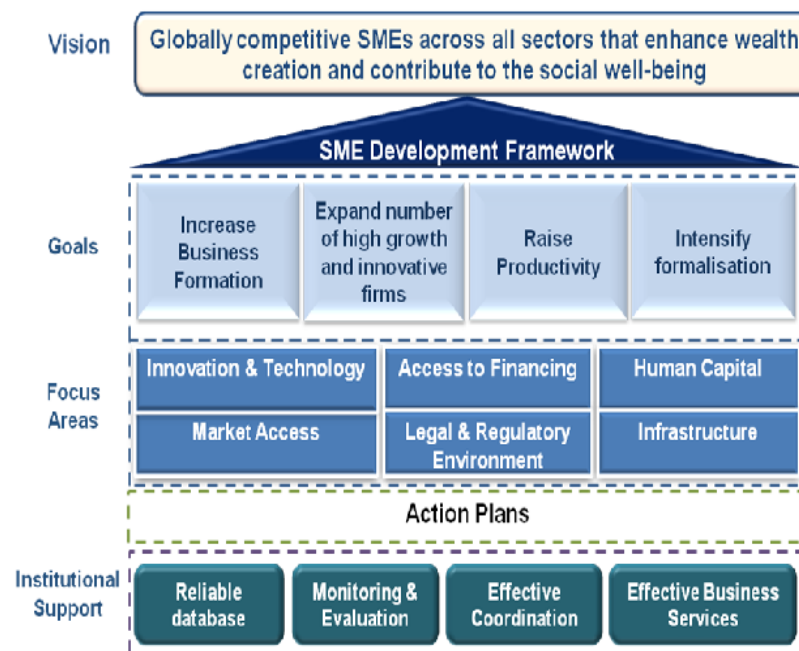 Vision
Globally competitive SMEs across all sectors that enhance wealth
creation and contribute to the social well-being
SME Development Framework
Goals
Increase
Business
Formation
Expand number
of high growth
and innovative
firms
Raise
Productivity
Intensify
formalisation
Focus
Areas
Innovation & Technology
Access to Financing
Human Capital
Market Access
Legal & Regulatory
Environment
Infrastructure
Action Plans
Institutional
Support
Reliable
database
Monitoring &
Evaluation
Effective
Coordination
Effective Business
Services